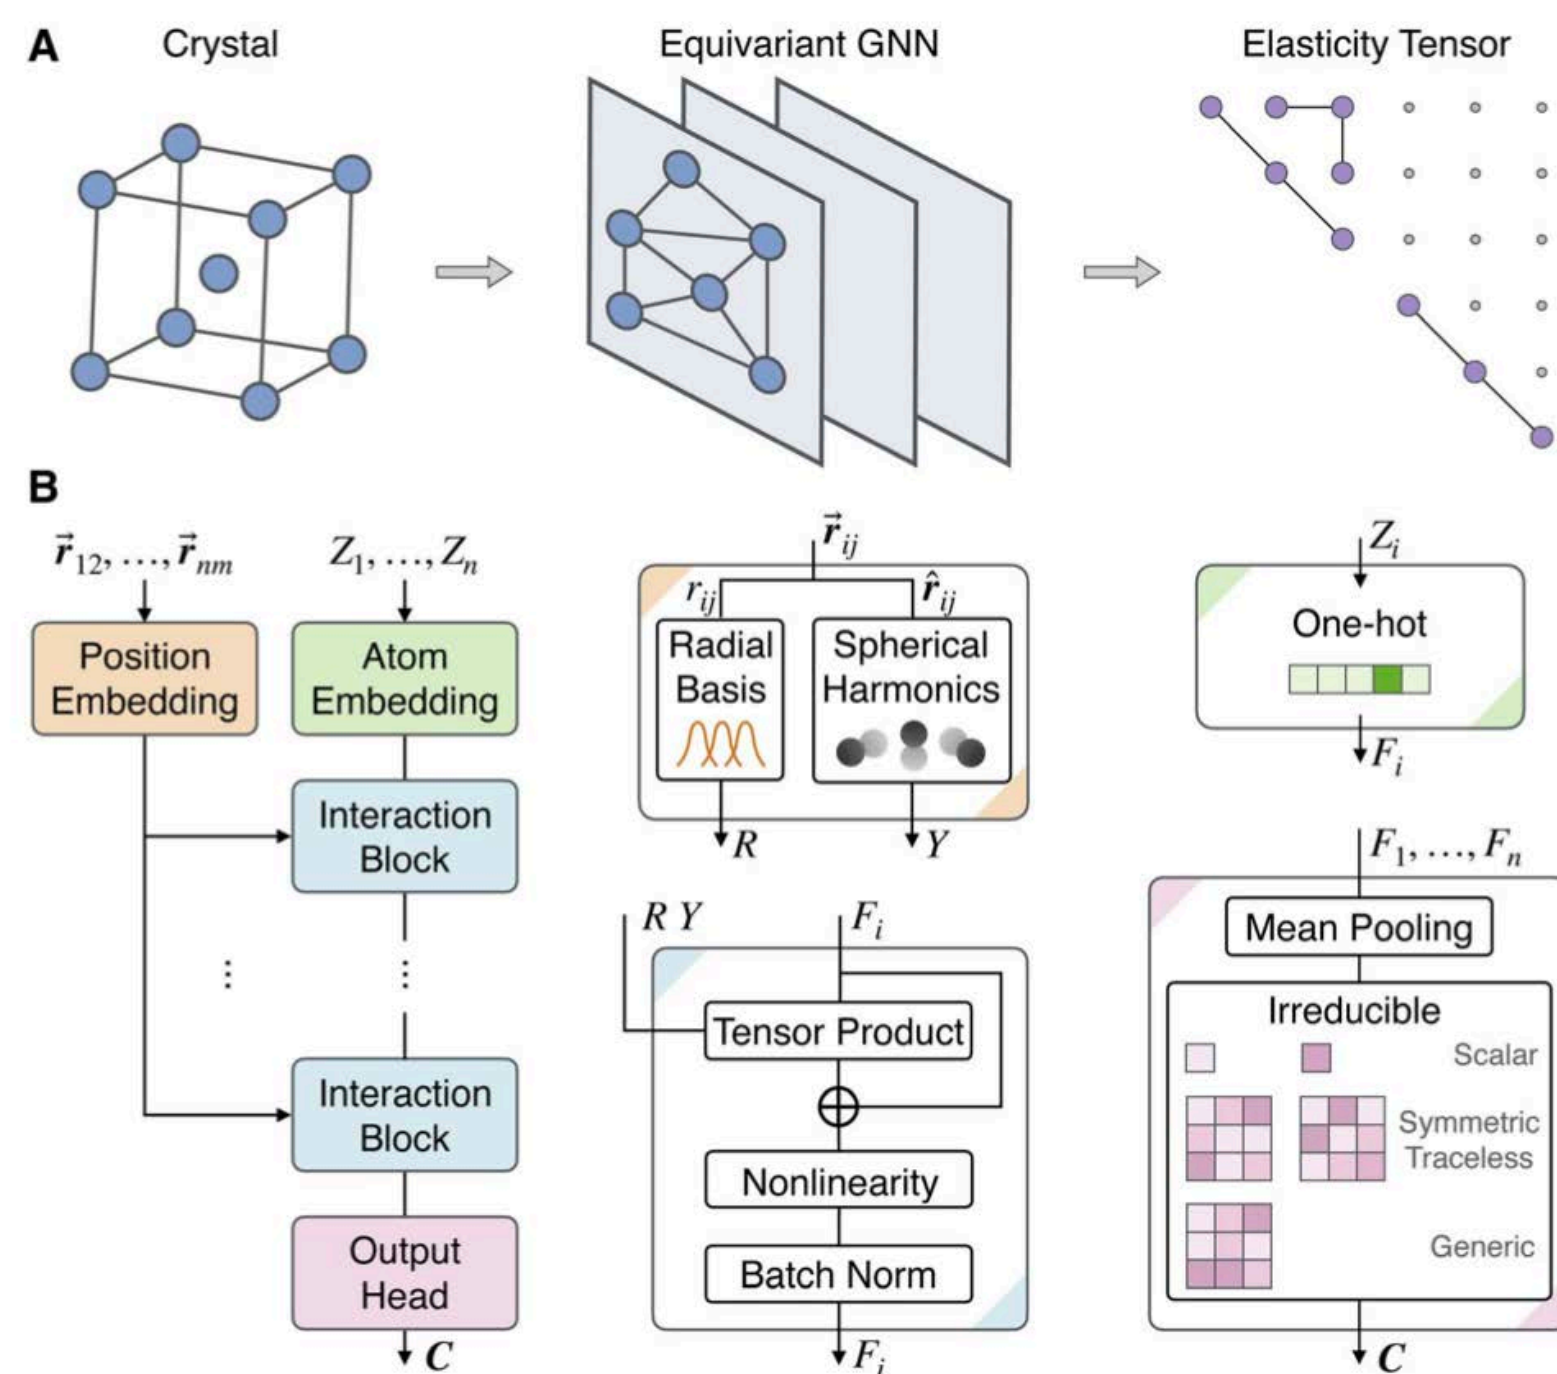 A
Crystal
Equivariant GNN
Elasticity Tensor
B
r⃗₁₂, …, r⃗ₙₘ
Z₁, …, Zₙ
Position
Embedding
Atom
Embedding
Interaction
Block
⋮
⋮
Interaction
Block
Output
Head
C
r⃗ᵢⱼ
rᵢⱼ
r̂ᵢⱼ
Radial
Basis
Spherical
Harmonics
R
Y
R Y
Fᵢ
Tensor Product
Nonlinearity
Batch Norm
Fᵢ
Zᵢ
One-hot
Fᵢ
F₁, …, Fₙ
Mean Pooling
Irreducible
Scalar
Symmetric
Traceless
Generic
C